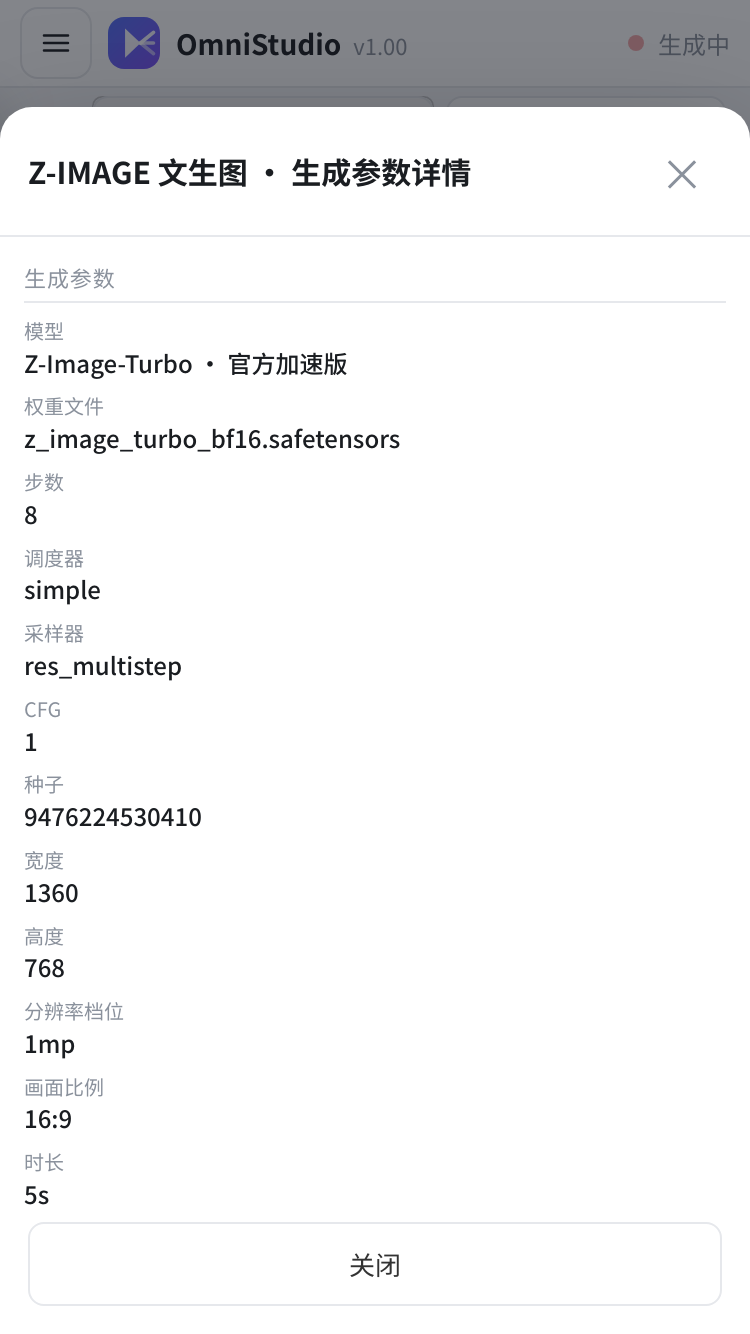 OmniStudio v1.00
生成中
Z-IMAGE 文生图 · 生成参数详情
生成参数
模型
Z-Image-Turbo · 官方加速版
权重文件
z_image_turbo_bf16.safetensors
步数
8
调度器
simple
采样器
res_multistep
CFG
1
种子
9476224530410
宽度
1360
高度
768
分辨率档位
1mp
画面比例
16:9
时长
5s
关闭